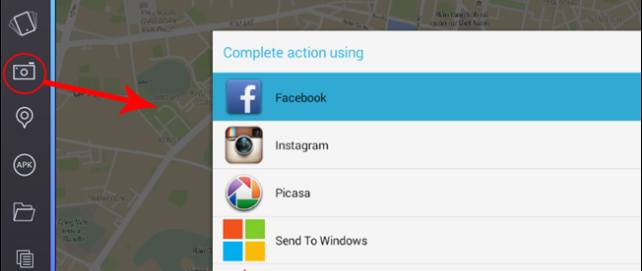 Complete action using
Facebook
Instagram
Picasa
APK
Send To Windows